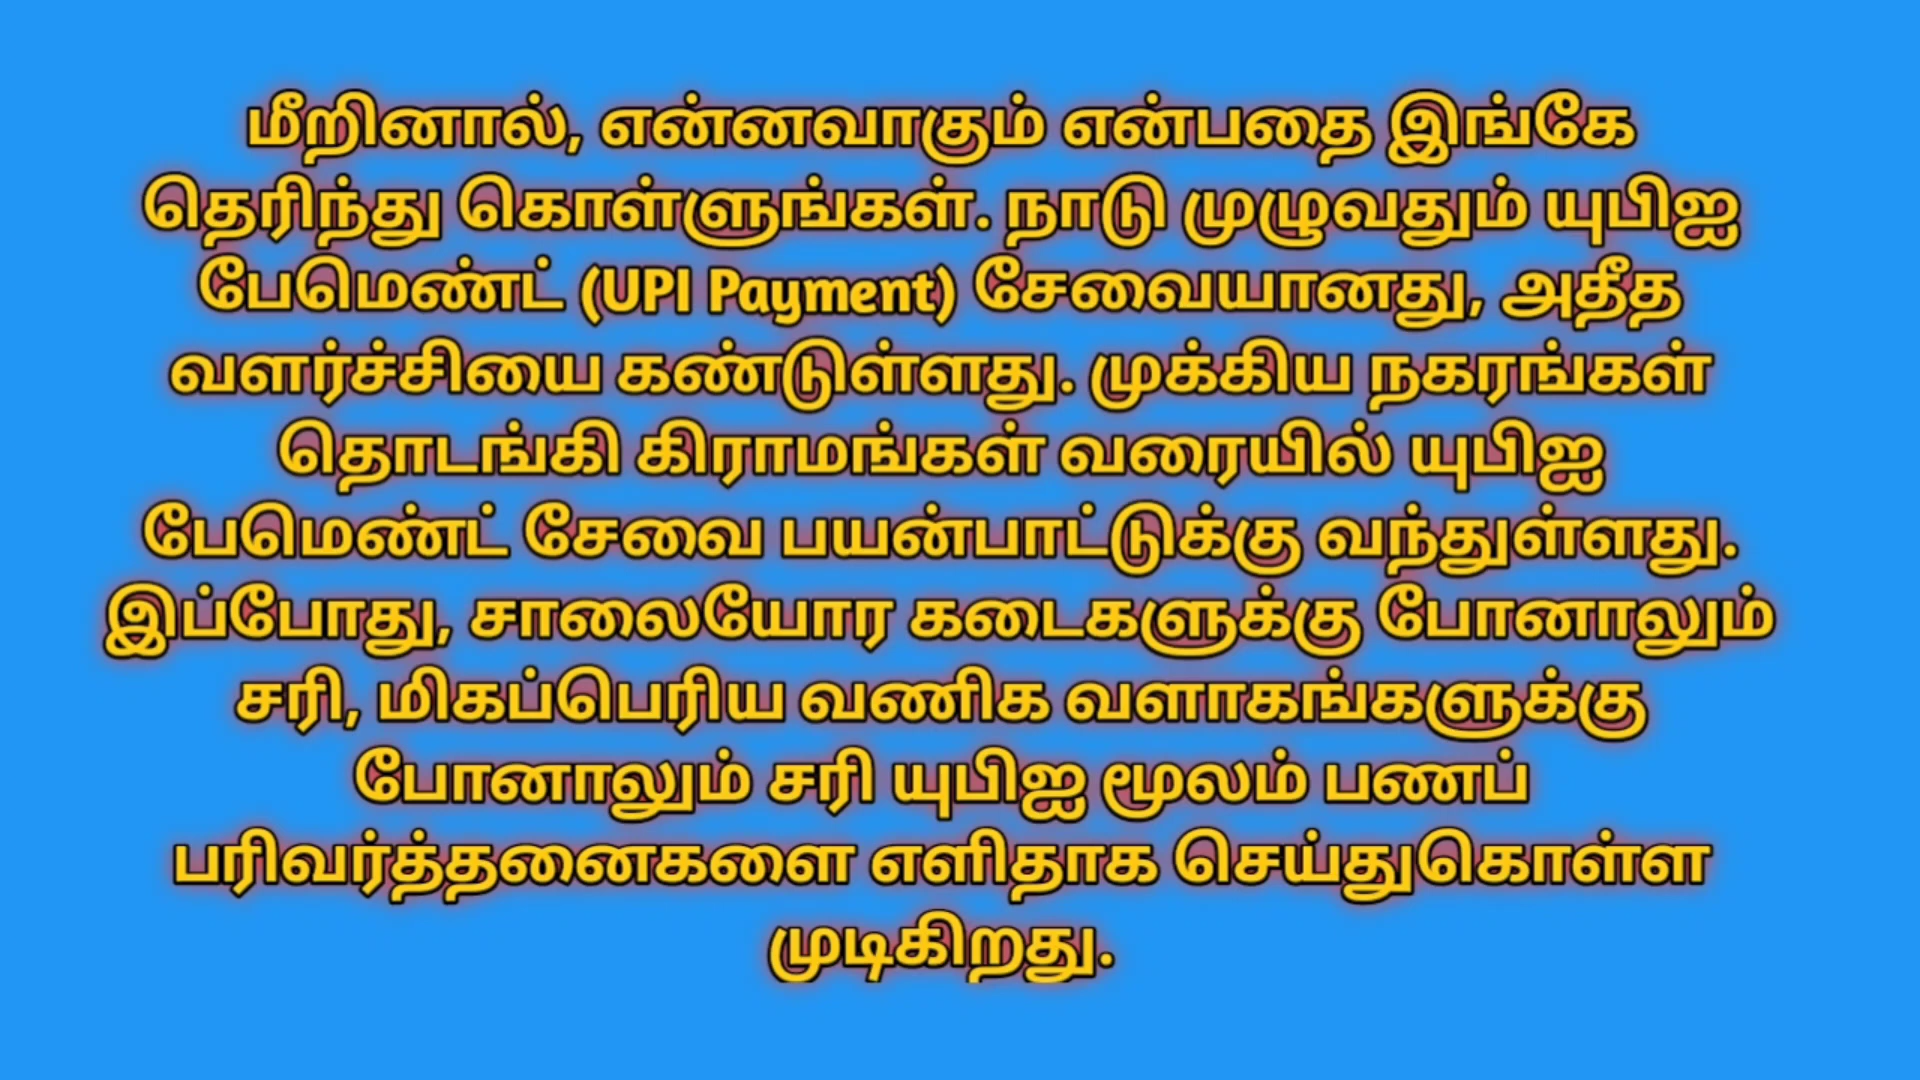 மீறினால், என்னவாகும் என்பதை இங்கே
தெரிந்து கொள்ளுங்கள். நாடு முழுவதும் யுபிஐ
பேமெண்ட் (UPI Payment) சேவையானது, அதீத
வளர்ச்சியை கண்டுள்ளது. முக்கிய நகரங்கள்
தொடங்கி கிராமங்கள் வரையில் யுபிஐ
பேமெண்ட் சேவை பயன்பாட்டுக்கு வந்துள்ளது.
இப்போது, சாலையோர கடைகளுக்கு போனாலும்
சரி, மிகப்பெரிய வணிக வளாகங்களுக்கு
போனாலும் சரி யுபிஐ மூலம் பணப்
பரிவர்த்தனைகளை எளிதாக செய்துகொள்ள
முடிகிறது.